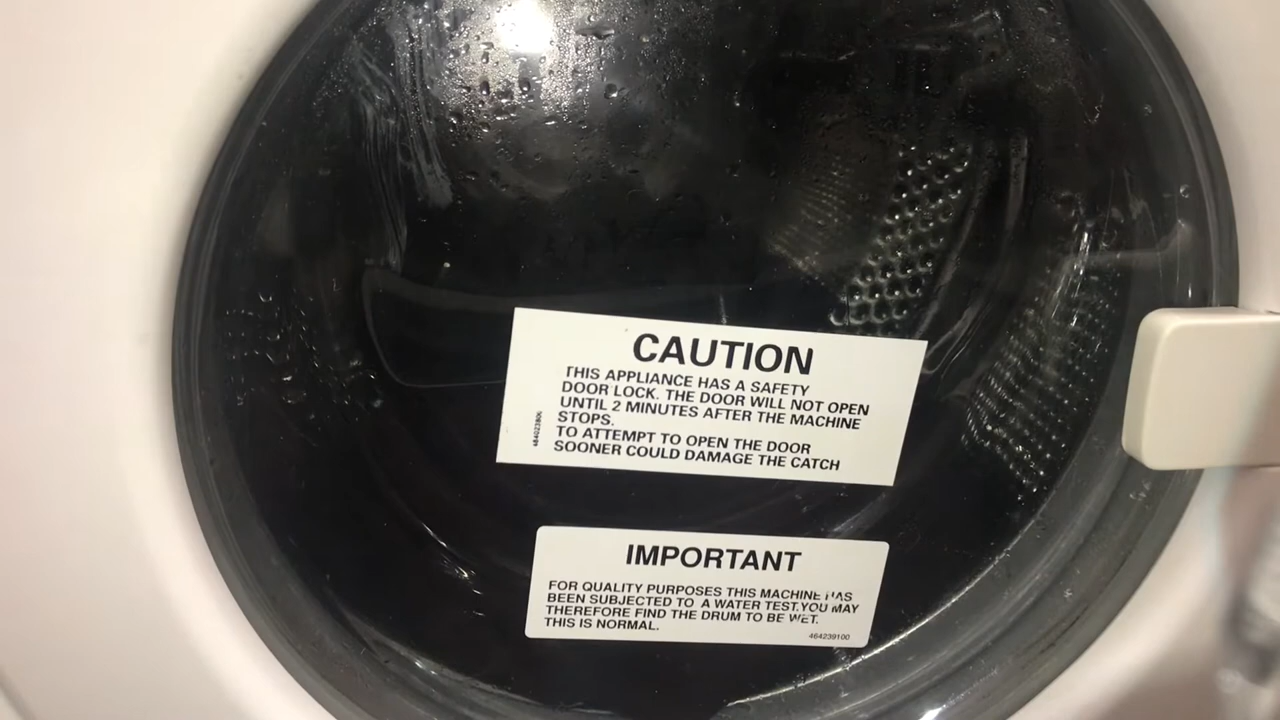 CAUTION
THIS APPLIANCE HAS A SAFETY
DOOR LOCK. THE DOOR WILL NOT OPEN
UNTIL 2 MINUTES AFTER THE MACHINE
STOPS.
TO ATTEMPT TO OPEN THE DOOR
SOONER COULD DAMAGE THE CATCH
IMPORTANT
FOR QUALITY PURPOSES THIS MACHINE HAS
BEEN SUBJECTED TO A WATER TEST.YOU MAY
THEREFORE FIND THE DRUM TO BE WET.
THIS IS NORMAL.
464239100